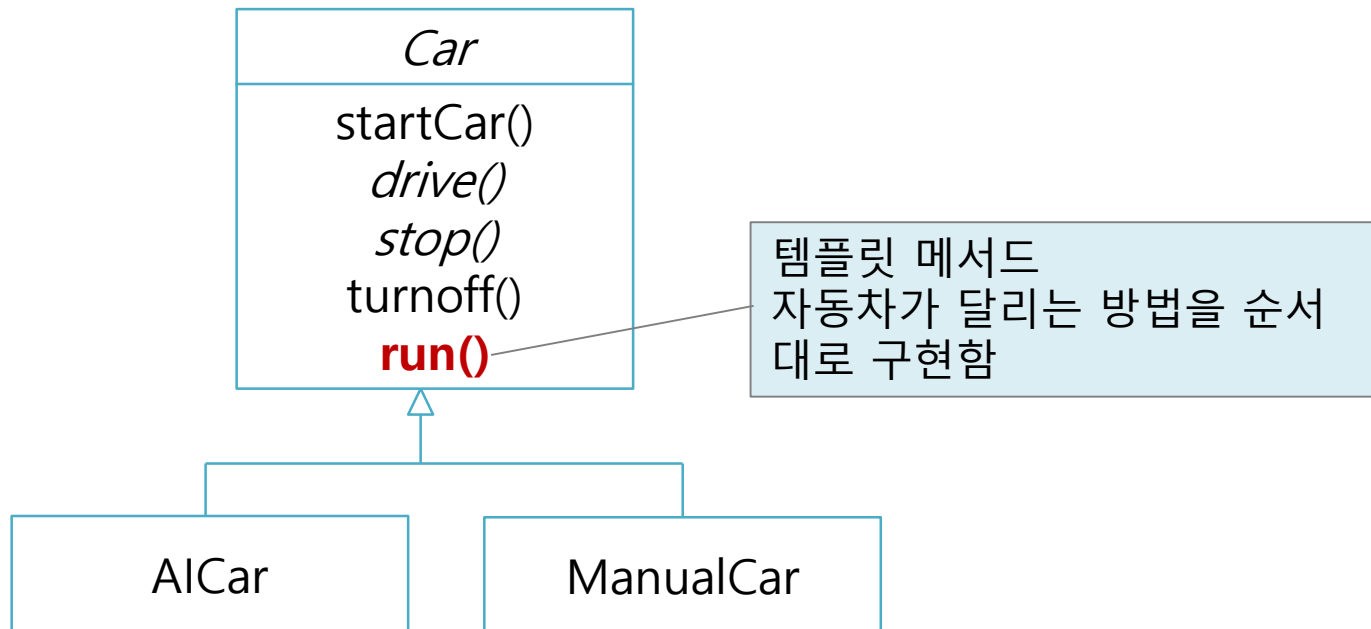 Car
startCar()
drive()
stop()
turnoff()
run()
템플릿 메서드
자동차가 달리는 방법을 순서
대로 구현함
AICar
ManualCar